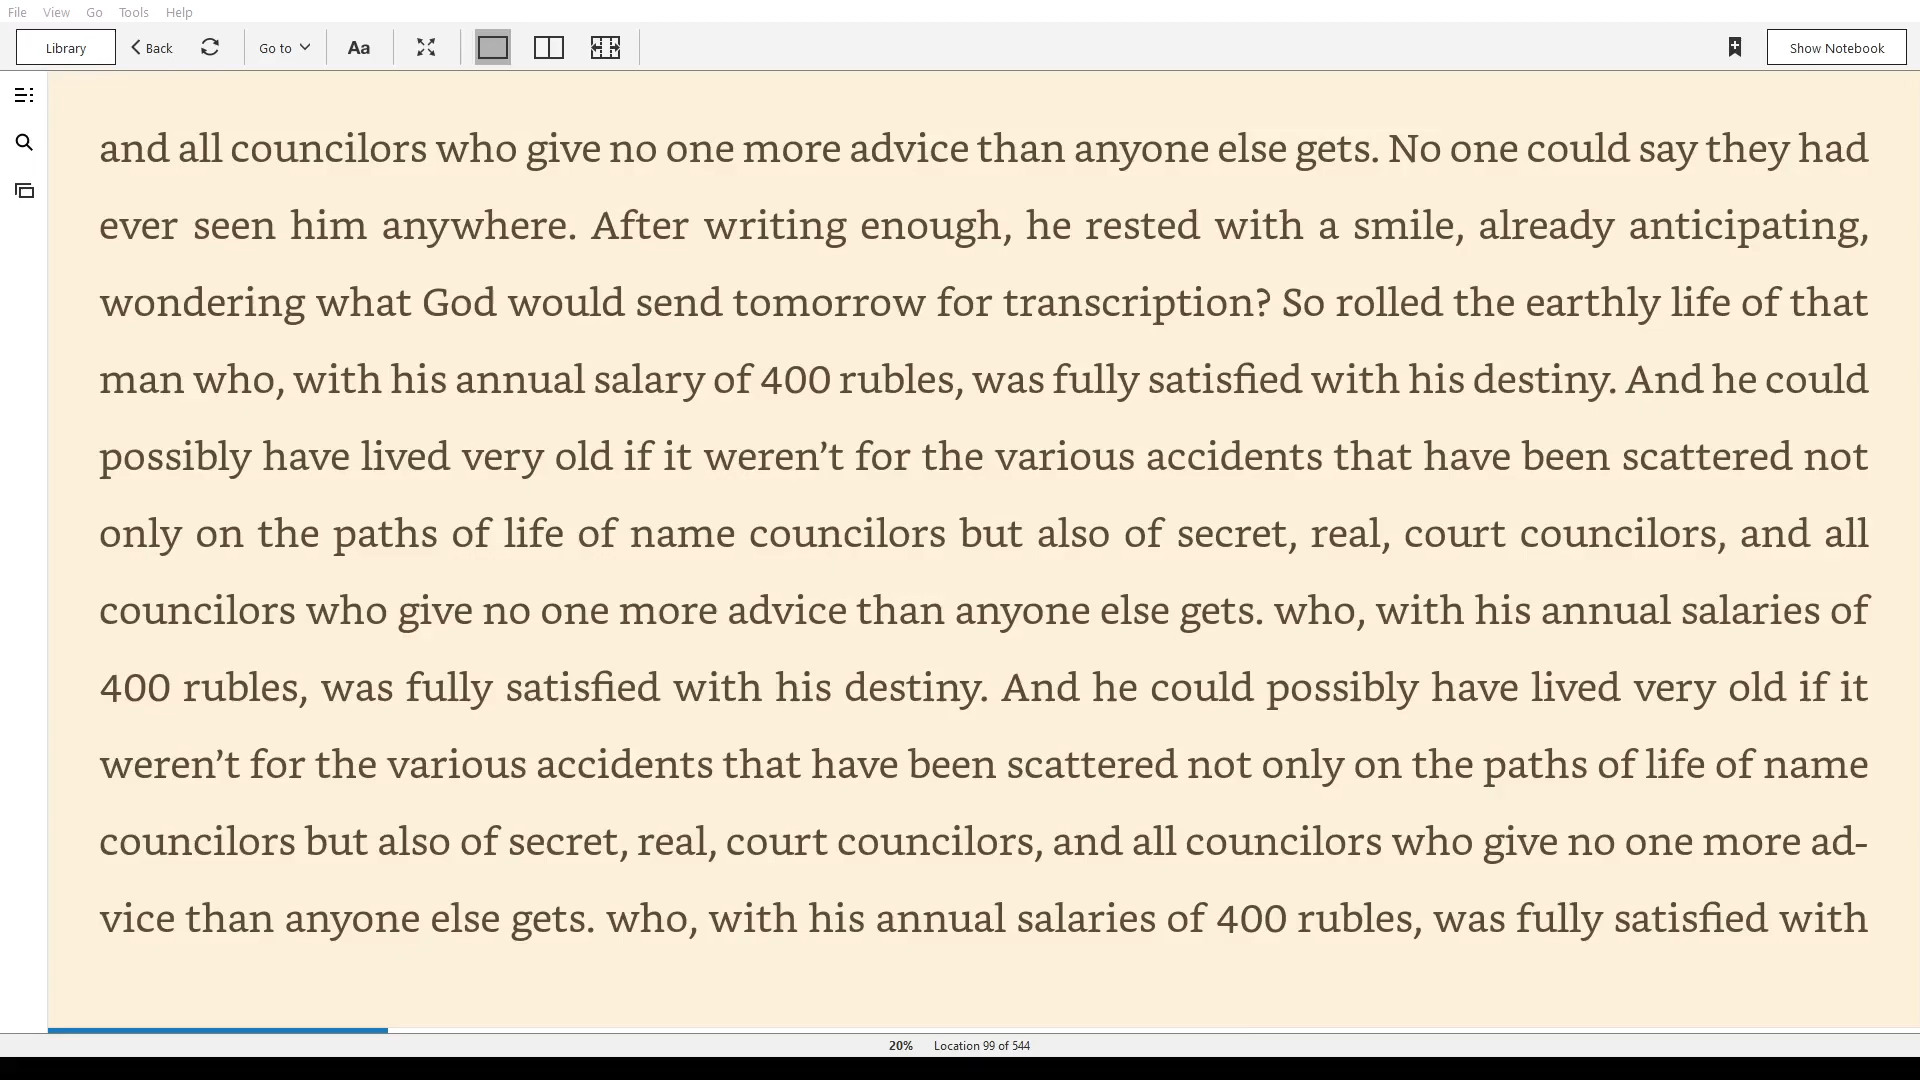 File View Go Tools Help
Library Back Go to Aa Show Notebook
and all councilors who give no one more advice than anyone else gets. No one could say they had
ever seen him anywhere. After writing enough, he rested with a smile, already anticipating,
wondering what God would send tomorrow for transcription? So rolled the earthly life of that
man who, with his annual salary of 400 rubles, was fully satisfied with his destiny. And he could
possibly have lived very old if it weren’t for the various accidents that have been scattered not
only on the paths of life of name councilors but also of secret, real, court councilors, and all
councilors who give no one more advice than anyone else gets. who, with his annual salaries of
400 rubles, was fully satisfied with his destiny. And he could possibly have lived very old if it
weren’t for the various accidents that have been scattered not only on the paths of life of name
councilors but also of secret, real, court councilors, and all councilors who give no one more ad-
vice than anyone else gets. who, with his annual salaries of 400 rubles, was fully satisfied with
20% Location 99 of 544